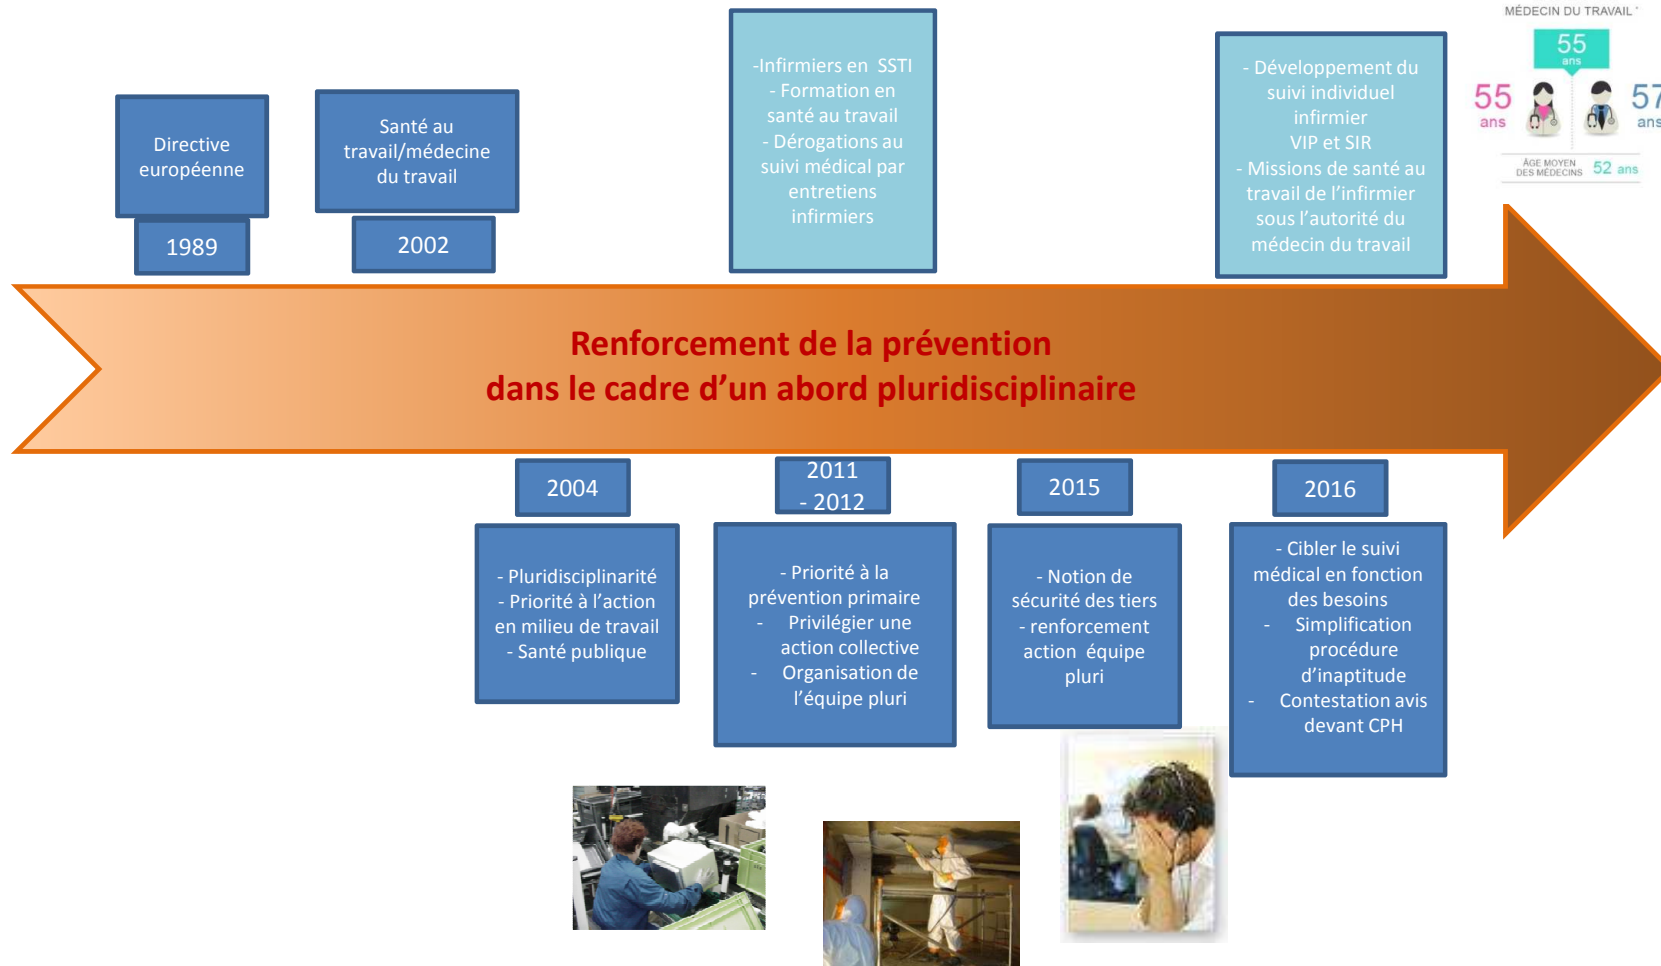 MÉDECIN DU TRAVAIL *
55
ans
55
ans
57
ans
ÂGE MOYEN
DES MÉDECINS 52 ans
Directive
européenne
1989
Santé au
travail/médecine
du travail
2002
-Infirmiers en SSTI
- Formation en
santé au travail
- Dérogations au
suivi médical par
entretiens
infirmiers
- Développement du
suivi individuel
infirmier
VIP et SIR
- Missions de santé au
travail de l’infirmier
sous l’autorité du
médecin du travail
Renforcement de la prévention
dans le cadre d’un abord pluridisciplinaire
2004
- Pluridisciplinarité
- Priorité à l’action
en milieu de travail
- Santé publique
2011
- 2012
- Priorité à la
prévention primaire
- Privilégier une
action collective
- Organisation de
l’équipe pluri
2015
- Notion de
sécurité des tiers
- renforcement
action équipe
pluri
2016
- Cibler le suivi
médical en fonction
des besoins
- Simplification
procédure
d’inaptitude
- Contestation avis
devant CPH